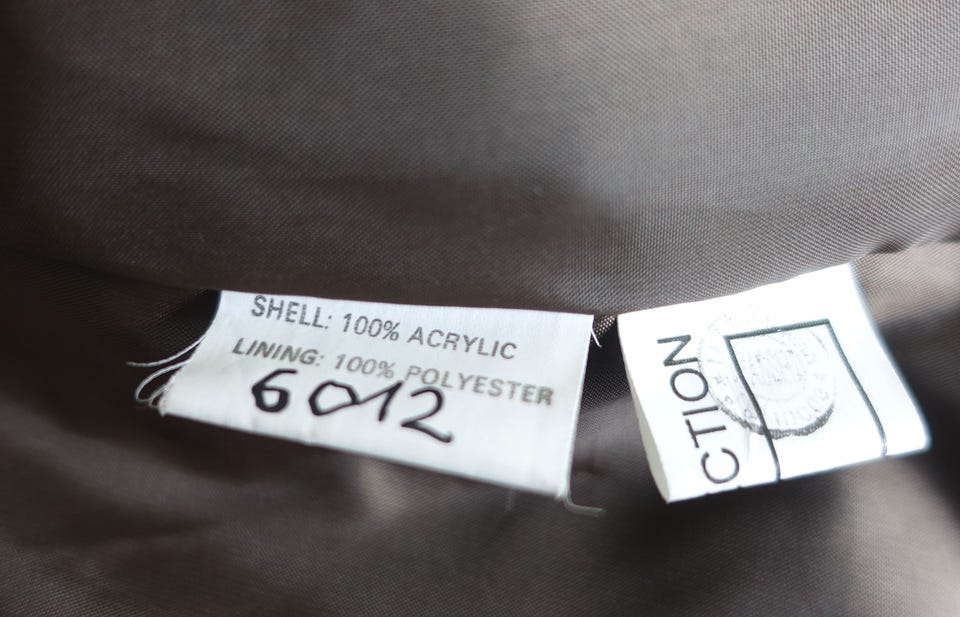 SHELL: 100% ACRYLIC
LINING: 100% POLYESTER
6012
CTION